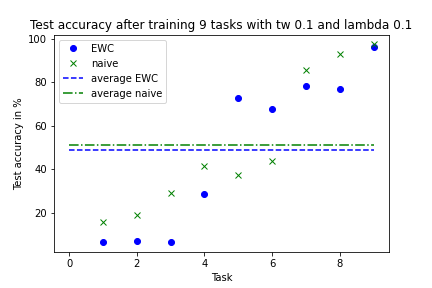 Test accuracy after training 9 tasks with tw 0.1 and lambda 0.1
100
80
60
40
20
Test accuracy in %
EWC
naive
average EWC
average naive
0 2 4 6 8
Task